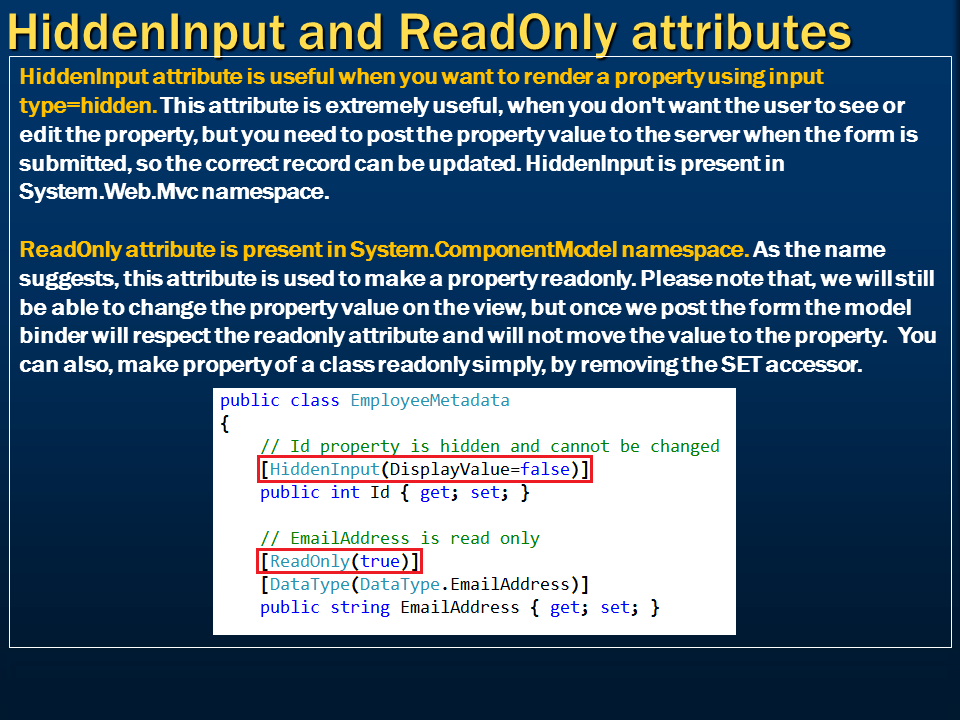 HiddenInput and ReadOnly attributes
HiddenInput attribute is useful when you want to render a property using input
type=hidden. This attribute is extremely useful, when you don't want the user to see or
edit the property, but you need to post the property value to the server when the form is
submitted, so the correct record can be updated. HiddenInput is present in
System.Web.Mvc namespace.
ReadOnly attribute is present in System.ComponentModel namespace. As the name
suggests, this attribute is used to make a property readonly. Please note that, we will still
be able to change the property value on the view, but once we post the form the model
binder will respect the readonly attribute and will not move the value to the property.  You
can also, make property of a class readonly simply, by removing the SET accessor.
public class EmployeeMetadata
{
    // Id property is hidden and cannot be changed
    [HiddenInput(DisplayValue=false)]
    public int Id { get; set; }
    // EmailAddress is read only
    [ReadOnly(true)]
    [DataType(DataType.EmailAddress)]
    public string EmailAddress { get; set; }